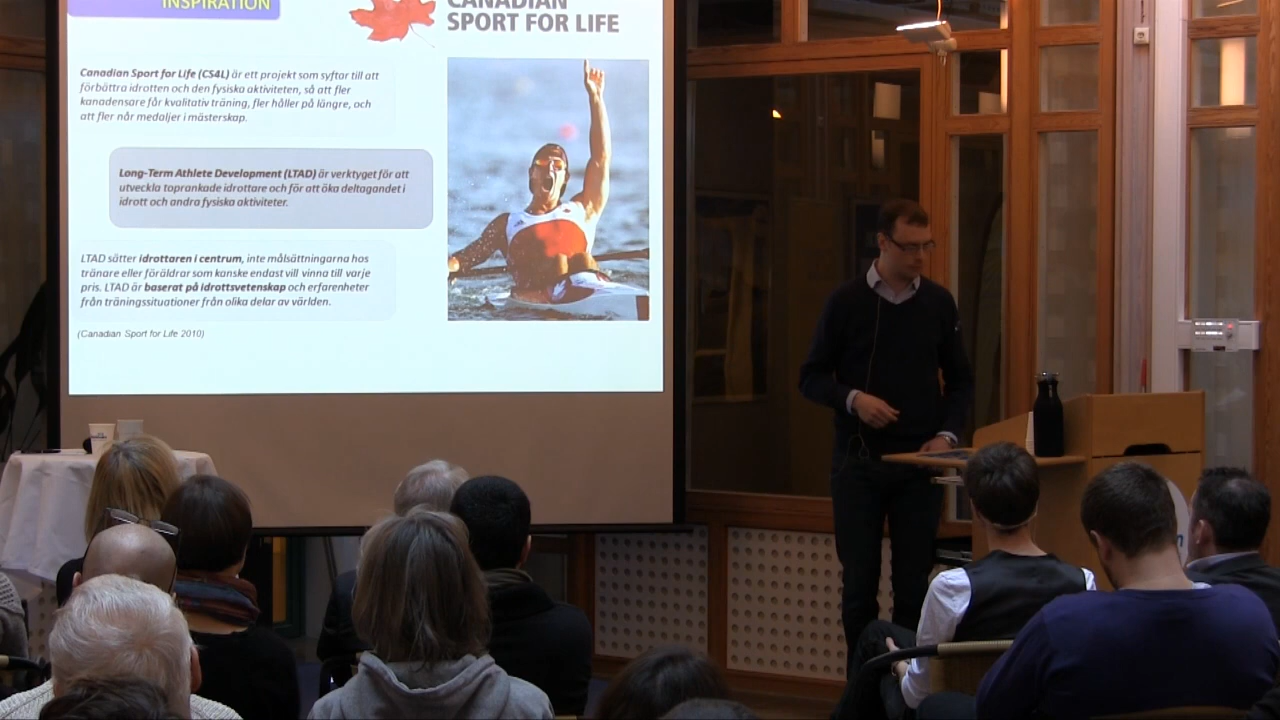 INSPIRATION
CANADIAN
SPORT FOR LIFE
Canadian Sport for Life (CS4L) är ett projekt som syftar till att
förbättra idrotten och den fysiska aktiviteten, så att fler
kanadensare får kvalitativ träning, fler håller på längre, och
att fler når medaljer i mästerskap.
Long-Term Athlete Development (LTAD) är verktyget för att
utveckla topprankade idrottare och för att öka deltagandet i
idrott och andra fysiska aktiviteter.
LTAD sätter idrottaren i centrum, inte målsättningarna hos
tränare eller föräldrar som kanske endast vill vinna till varje
pris. LTAD är baserat på idrottsvetenskap och erfarenheter
från träningssituationer från olika delar av världen.
(Canadian Sport for Life 2010)